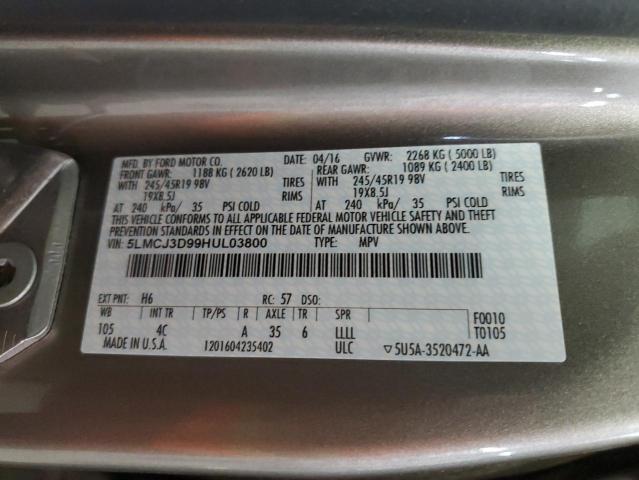 MFD. BY FORD MOTOR CO. DATE: 04/16 GVWR: 2268 KG ( 5000 LB)
FRONT GAWR: 1188 KG ( 2620 LB) REAR GAWR: 1089 KG ( 2400 LB)
WITH 245/45R19 98V TIRES WITH 245/45R19 98V TIRES
19X8.5J RIMS 19X8.5J RIMS
AT 240 kPa/ 35 PSI COLD AT 240 kPa/ 35 PSI COLD
THIS VEHICLE CONFORMS TO ALL APPLICABLE FEDERAL MOTOR VEHICLE SAFETY AND THEFT PREVENTION
STANDARDS IN EFFECT ON THE DATE OF MANUFACTURE SHOWN ABOVE.
VIN: 5LMCJ3D99HUL03800 TYPE: MPV
EXT PNT: H6 RC: 57 DSO:
WB INT TR TP/PS R AXLE TR SPR F0010
105 4C A 35 6 LLLL T0105
MADE IN U.S.A. 1201604235402 ULC ▽5U5A-3520472-AA